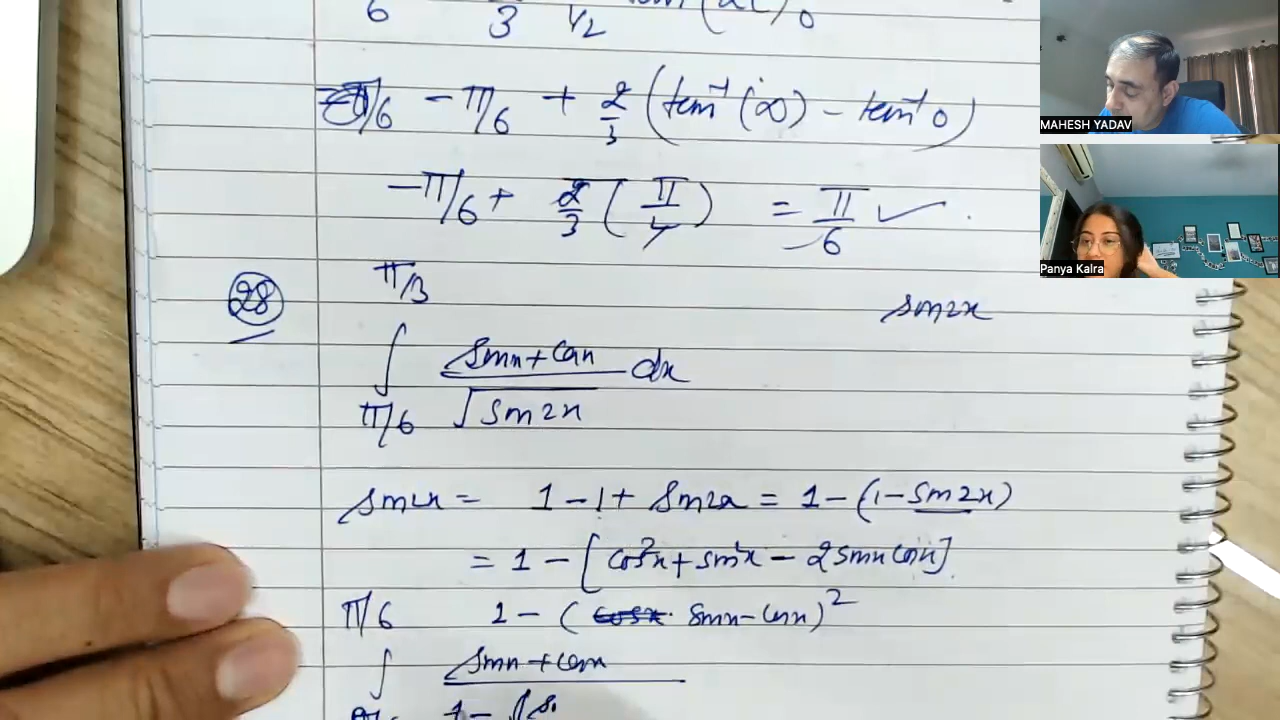 6 3 1/2
π/6 - π/6 + 2/3 (tan⁻¹(∞) - tan⁻¹0)
-π/6 + 2/3 (π/4) = π/6 ✓.
28
π/3
∫ sinx + cosx dx
π/6 √sin2x
sin2x
sin2x = 1 - 1 + sin2x = 1 - (1 - sin2x)
= 1 - [cos²x + sin²x - 2sinx cosx]
π/6 1 - (sinx - cosx)²
∫ sinx + cosx
1 -
MAHESH YADAV
Panya Kalra